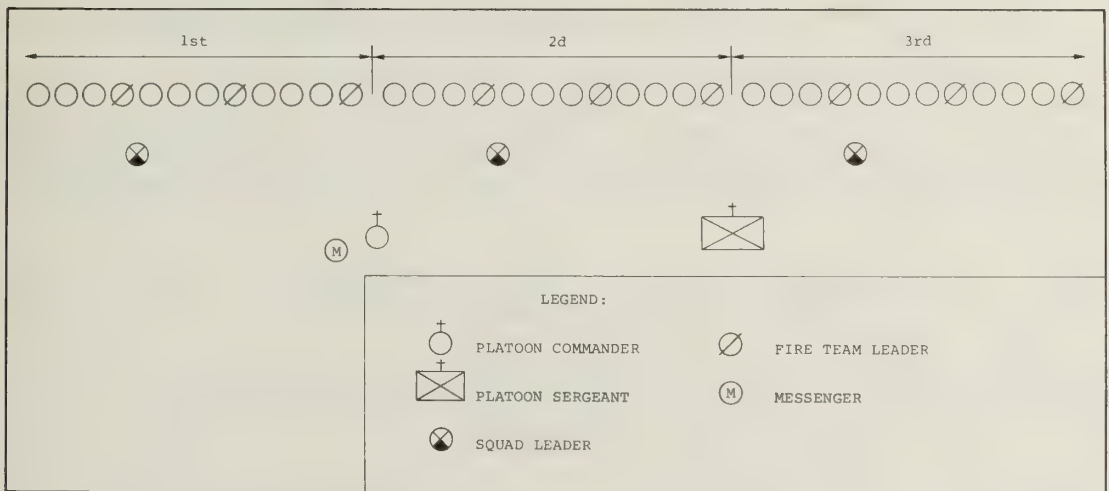 1st 2d 3rd
M
LEGEND:
PLATOON COMMANDER FIRE TEAM LEADER
PLATOON SERGEANT M MESSENGER
SQUAD LEADER